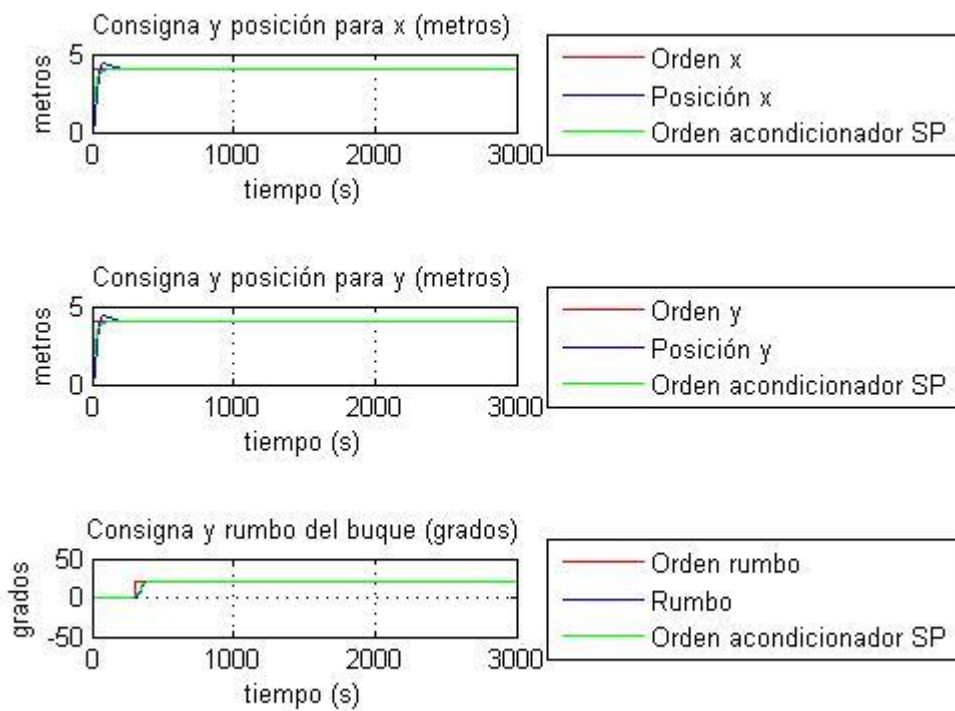 Consigna y posición para x (metros)
metros
5
0
0
1000
2000
3000
tiempo (s)
Orden x
Posición x
Orden acondicionador SP
Consigna y posición para y (metros)
metros
5
0
0
1000
2000
3000
tiempo (s)
Orden y
Posición y
Orden acondicionador SP
Consigna y rumbo del buque (grados)
grados
50
0
-50
0
1000
2000
3000
tiempo (s)
Orden rumbo
Rumbo
Orden acondicionador SP